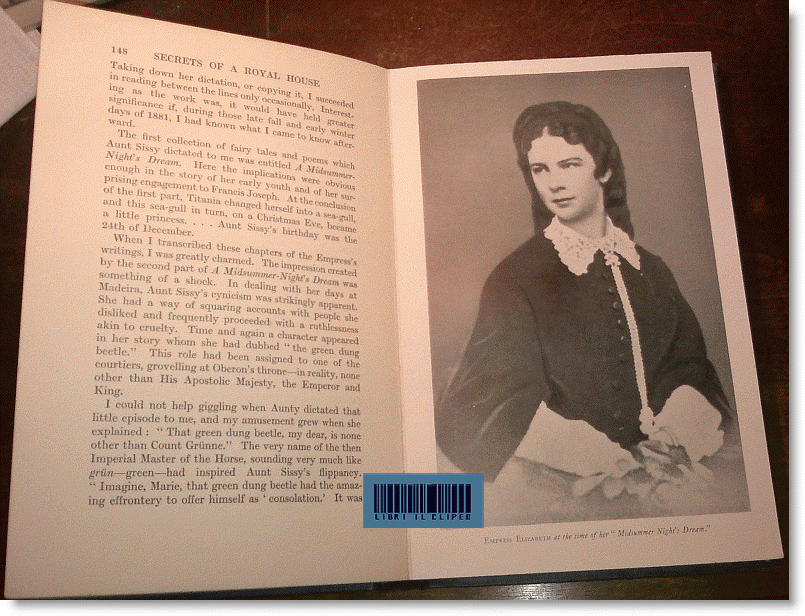 148 SECRETS OF A ROYAL HOUSE
Taking down her dictation, or copying it, I succeeded
in reading between the lines only occasionally. Interest-
ing as the work was, it would have held greater
significance if, during those late fall and early winter
days of 1881, I had known what I came to know after-
ward.
The first collection of fairy tales and poems which
Aunt Sissy dictated to me was entitled A Midsummer-
Night's Dream. Here the implications were obvious
enough in the story of her early youth and of her sur-
prising engagement to Francis Joseph. At the conclusion
of the first part, Titania changed herself into a sea-gull,
and this sea-gull in turn, on a Christmas Eve, became
a little princess. . . . Aunt Sissy's birthday was the
24th of December.
When I transcribed these chapters of the Empress's
writings, I was greatly charmed. The impression created
by the second part of A Midsummer-Night's Dream was
something of a shock. In dealing with her days at
Madeira, Aunt Sissy's cynicism was strikingly apparent.
She had a way of squaring accounts with people she
disliked and frequently proceeded with a ruthlessness
akin to cruelty. Time and again a character appeared
in her story whom she had dubbed “ the green dung
beetle.” This role had been assigned to one of the
courtiers, grovelling at Oberon's throne—in reality, none
other than His Apostolic Majesty, the Emperor and
King.
I could not help giggling when Aunty dictated that
little episode to me, and my amusement grew when she
explained : “ That green dung beetle, my dear, is none
other than Count Grünne.” The very name of the then
Imperial Master of the Horse, sounding very much like
grün—green—had inspired Aunt Sissy's flippancy.
“ Imagine, Marie, that green dung beetle had the amaz-
ing effrontery to offer himself as ‘ consolation.’ It was
LIBRI IL CLIPEO
EMPRESS ELIZABETH at the time of her “ Midsummer Night's Dream.”